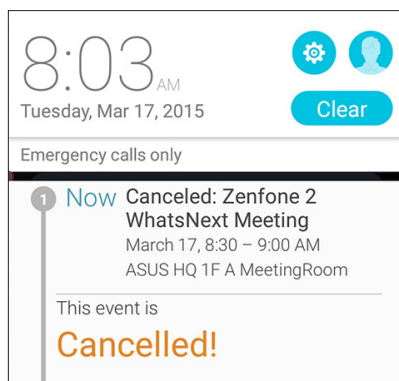 8:03 AM
Tuesday, Mar 17, 2015
Clear
Emergency calls only
1 Now Canceled: Zenfone 2
WhatsNext Meeting
March 17, 8:30 – 9:00 AM
ASUS HQ 1F A MeetingRoom
This event is
Cancelled!